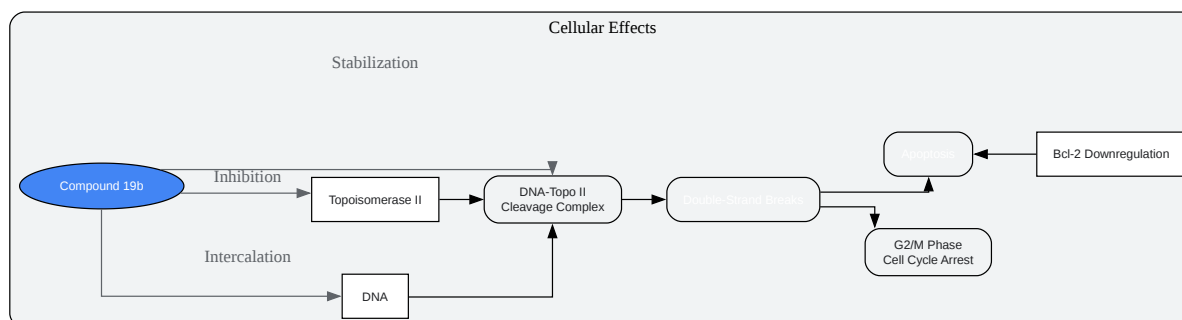 Cellular Effects
Stabilization
Apoptosis
Bcl-2 Downregulation
Compound 19b
Inhibition
Topoisomerase II
DNA-Topo II
Cleavage Complex
Double-Strand Breaks
G2/M Phase
Cell Cycle Arrest
Intercalation
DNA